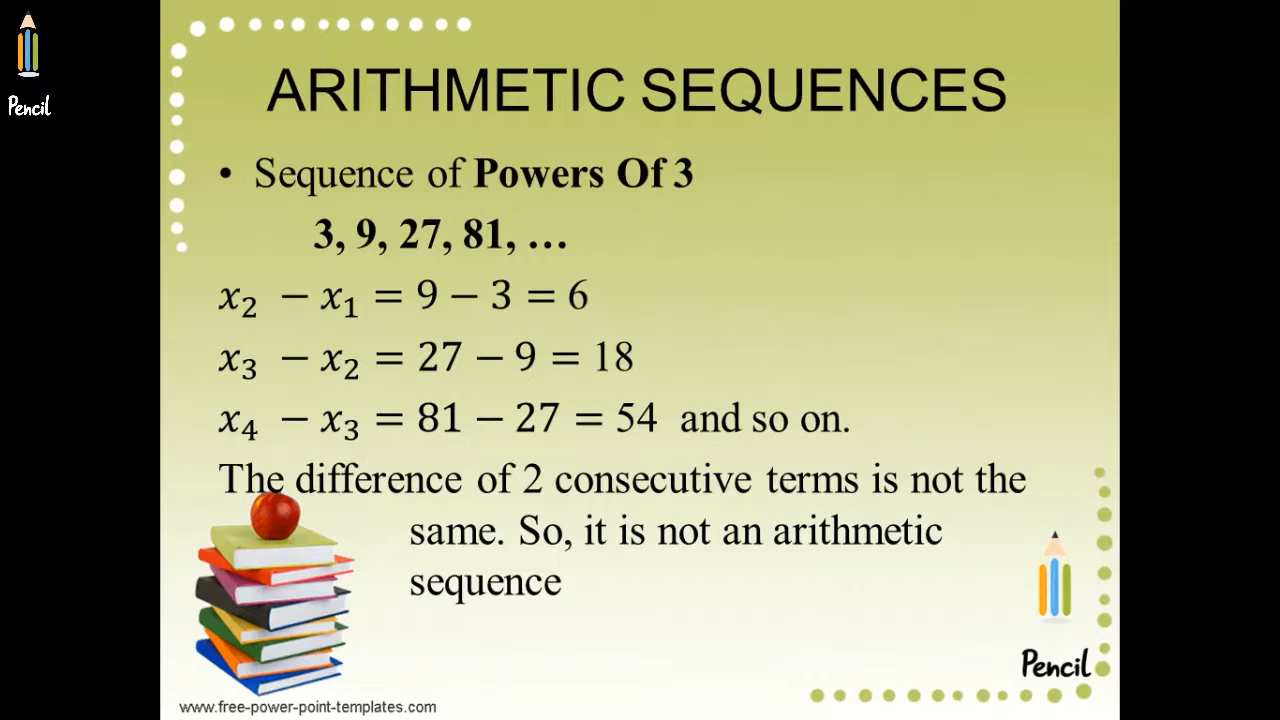 Pencil
ARITHMETIC SEQUENCES
• Sequence of Powers Of 3
3, 9, 27, 81, …
𝑥₂ − 𝑥₁ = 9 − 3 = 6
𝑥₃ − 𝑥₂ = 27 − 9 = 18
𝑥₄ − 𝑥₃ = 81 − 27 = 54 and so on.
The difference of 2 consecutive terms is not the
same. So, it is not an arithmetic
sequence
Pencil
www.free-power-point-templates.com